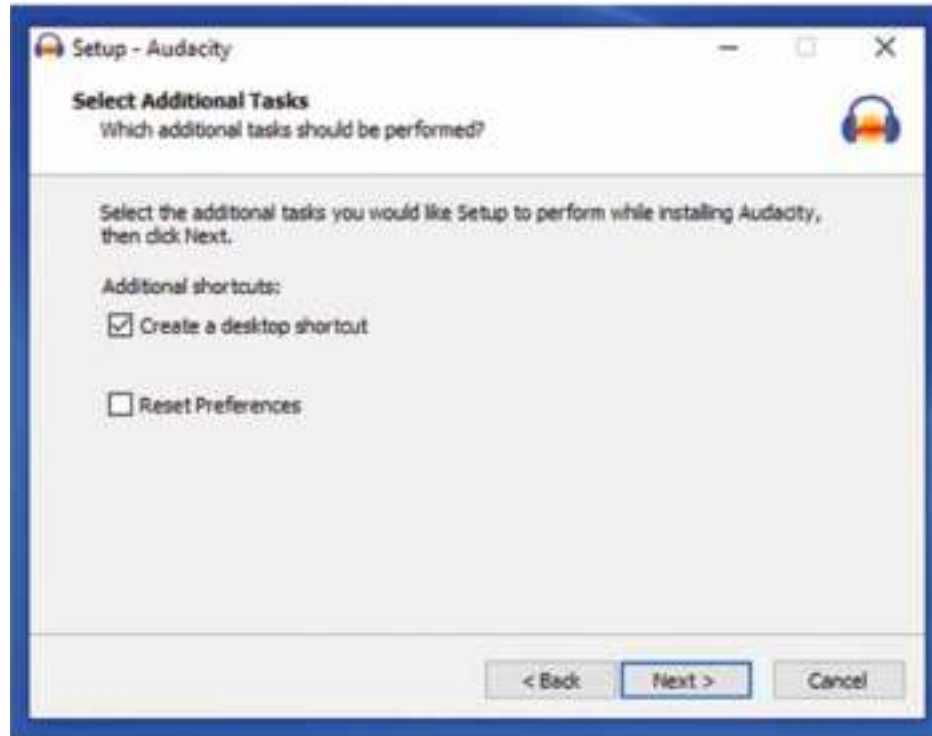 Setup - Audacity
Select Additional Tasks
Which additional tasks should be performed?
Select the additional tasks you would like Setup to perform while installing Audacity,
then click Next.
Additional shortcuts:
Create a desktop shortcut
Reset Preferences
< Back Next > Cancel